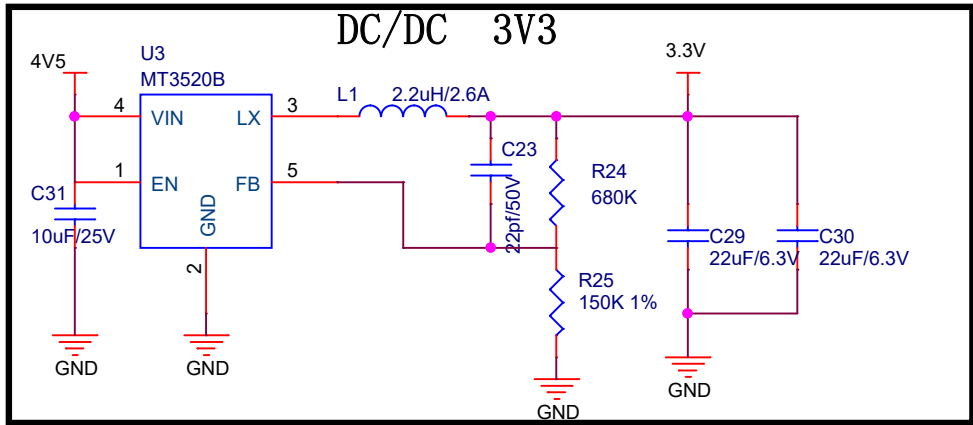 DC/DC 3V3
4V5
U3
MT3520B
4
VIN
LX
3
L1
2.2uH/2.6A
3.3V
1
EN
FB
5
GND
2
C31
10uF/25V
C23
22pf/50V
R24
680K
R25
150K 1%
C29
22uF/6.3V
C30
22uF/6.3V
GND
GND
GND
GND